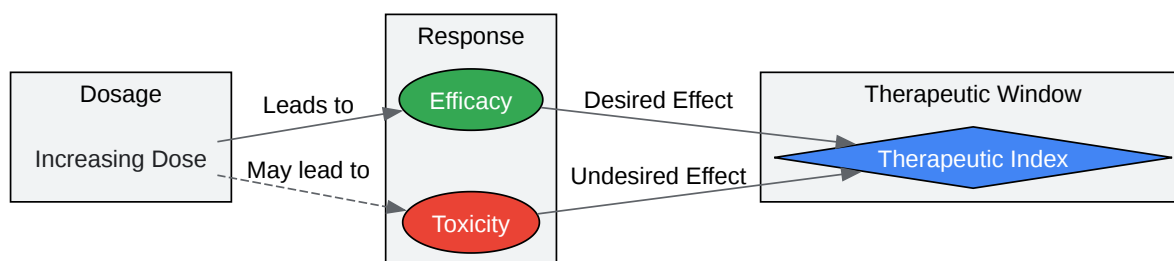 Response
Dosage
Leads to
Efficacy
Desired Effect
Therapeutic Window
Increasing Dose
Therapeutic Index
May lead to
Undesired Effect
Toxicity